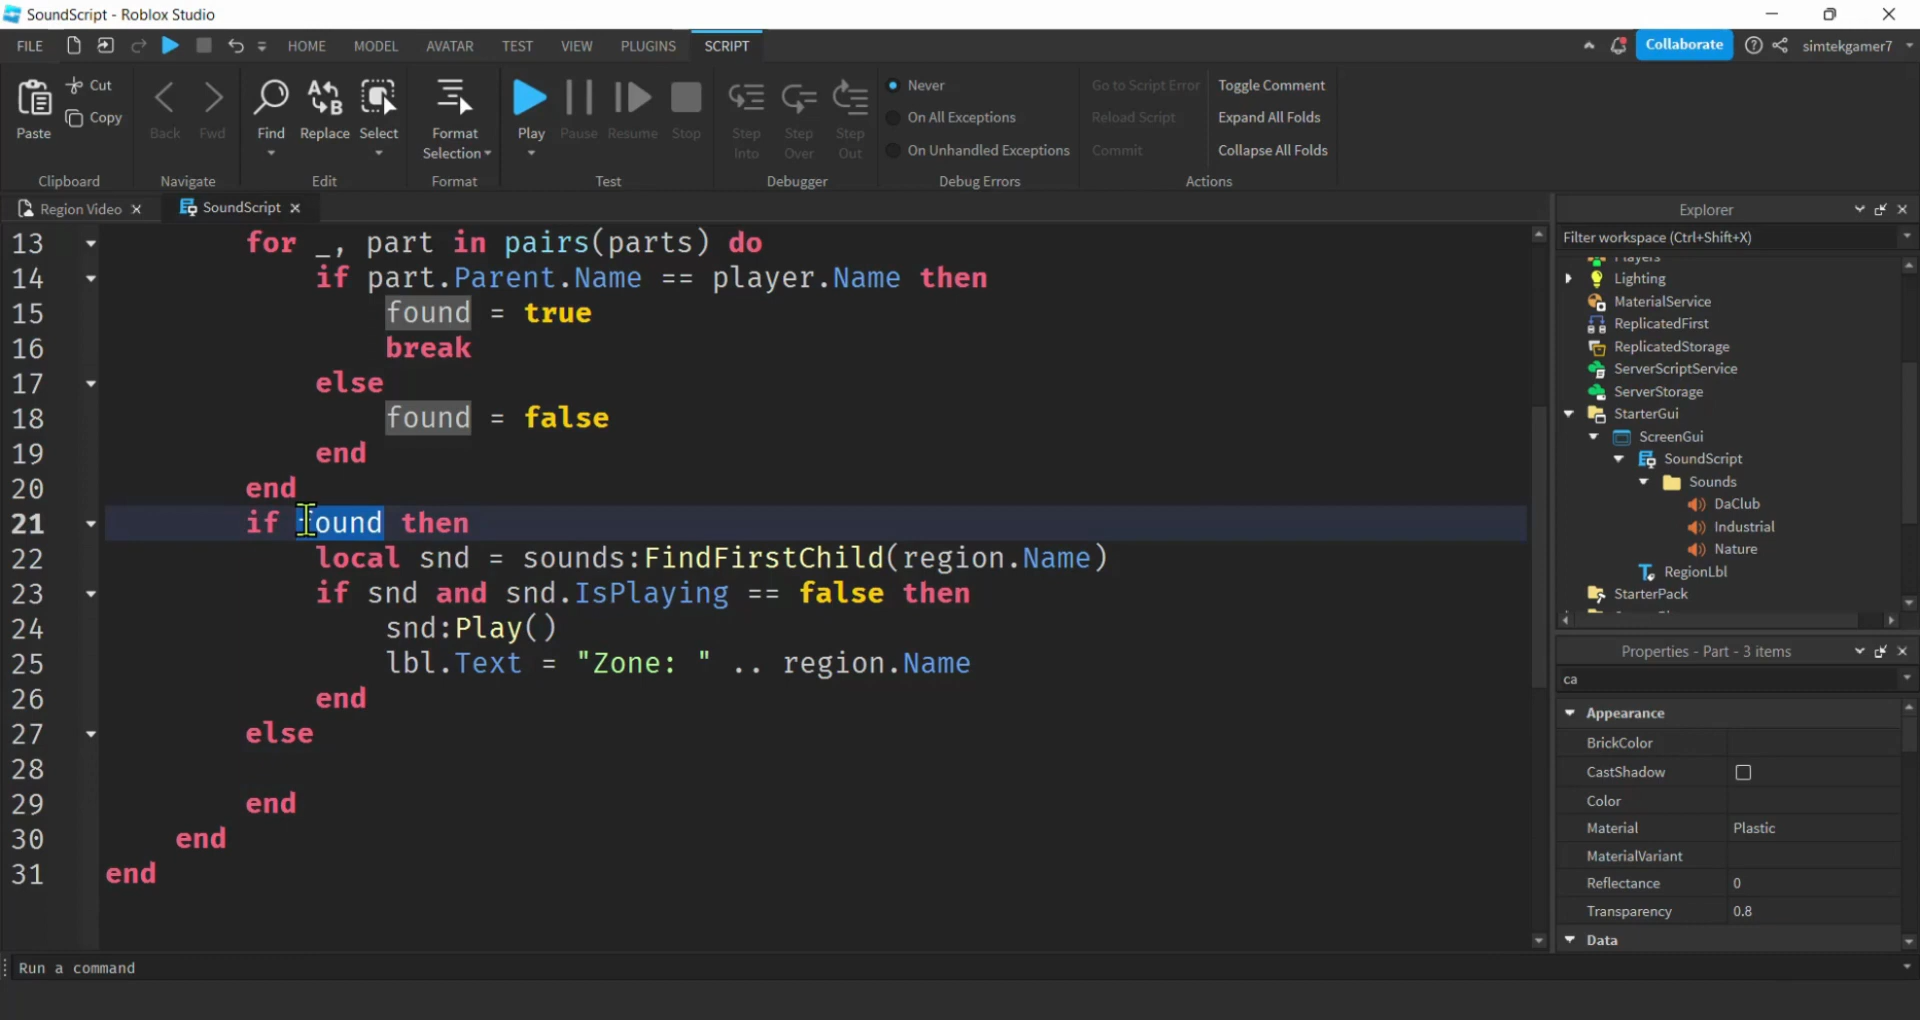 SoundScript - Roblox Studio
FILE HOME MODEL AVATAR TEST VIEW PLUGINS SCRIPT Collaborate simtekgamer7
Paste Cut Copy Back Fwd Find Replace Select Format Selection Play Pause Resume Stop Step Into Step Over Step Out
Never
On All Exceptions
On Unhandled Exceptions
Go to Script Error
Reload Script
Commit
Toggle Comment
Expand All Folds
Collapse All Folds
Clipboard Navigate Edit Format Test Debugger Debug Errors Actions
Region Video SoundScript
13 for _, part in pairs(parts) do
14 if part.Parent.Name == player.Name then
15 found = true
16 break
17 else
18 found = false
19 end
20 end
21 if found then
22 local snd = sounds:FindFirstChild(region.Name)
23 if snd and snd.IsPlaying == false then
24 snd:Play()
25 lbl.Text = "Zone: " .. region.Name
26 end
27 else
28
29 end
30 end
31 end
Run a command
Explorer
Filter workspace (Ctrl+Shift+X)
Players
Lighting
MaterialService
ReplicatedFirst
ReplicatedStorage
ServerScriptService
ServerStorage
StarterGui
ScreenGui
SoundScript
Sounds
DaClub
Industrial
Nature
RegionLbl
StarterPack
Properties - Part - 3 items
ca
Appearance
BrickColor
CastShadow
Color
Material Plastic
MaterialVariant
Reflectance 0
Transparency 0.8
Data